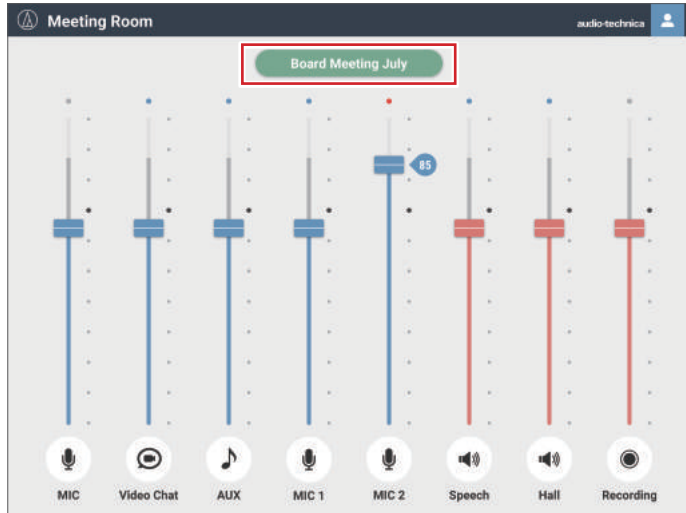 Meeting Room
audio-technica
Board Meeting July
85
MIC
Video Chat
AUX
MIC 1
MIC 2
Speech
Hall
Recording